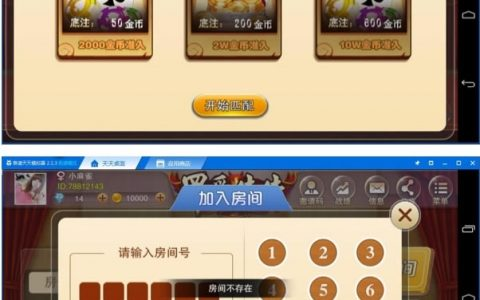 底注：50金币
底注：200金币
底注：600金币
2000金币准入
2W金币准入
10W金币准入
开始匹配
天天桌面
应用商店
小麻雀
ID:78812143
14
10000
加入房间
邀请码
战绩
信息
菜单
请输入房间号
1
2
3
房间不存在
4
5
6